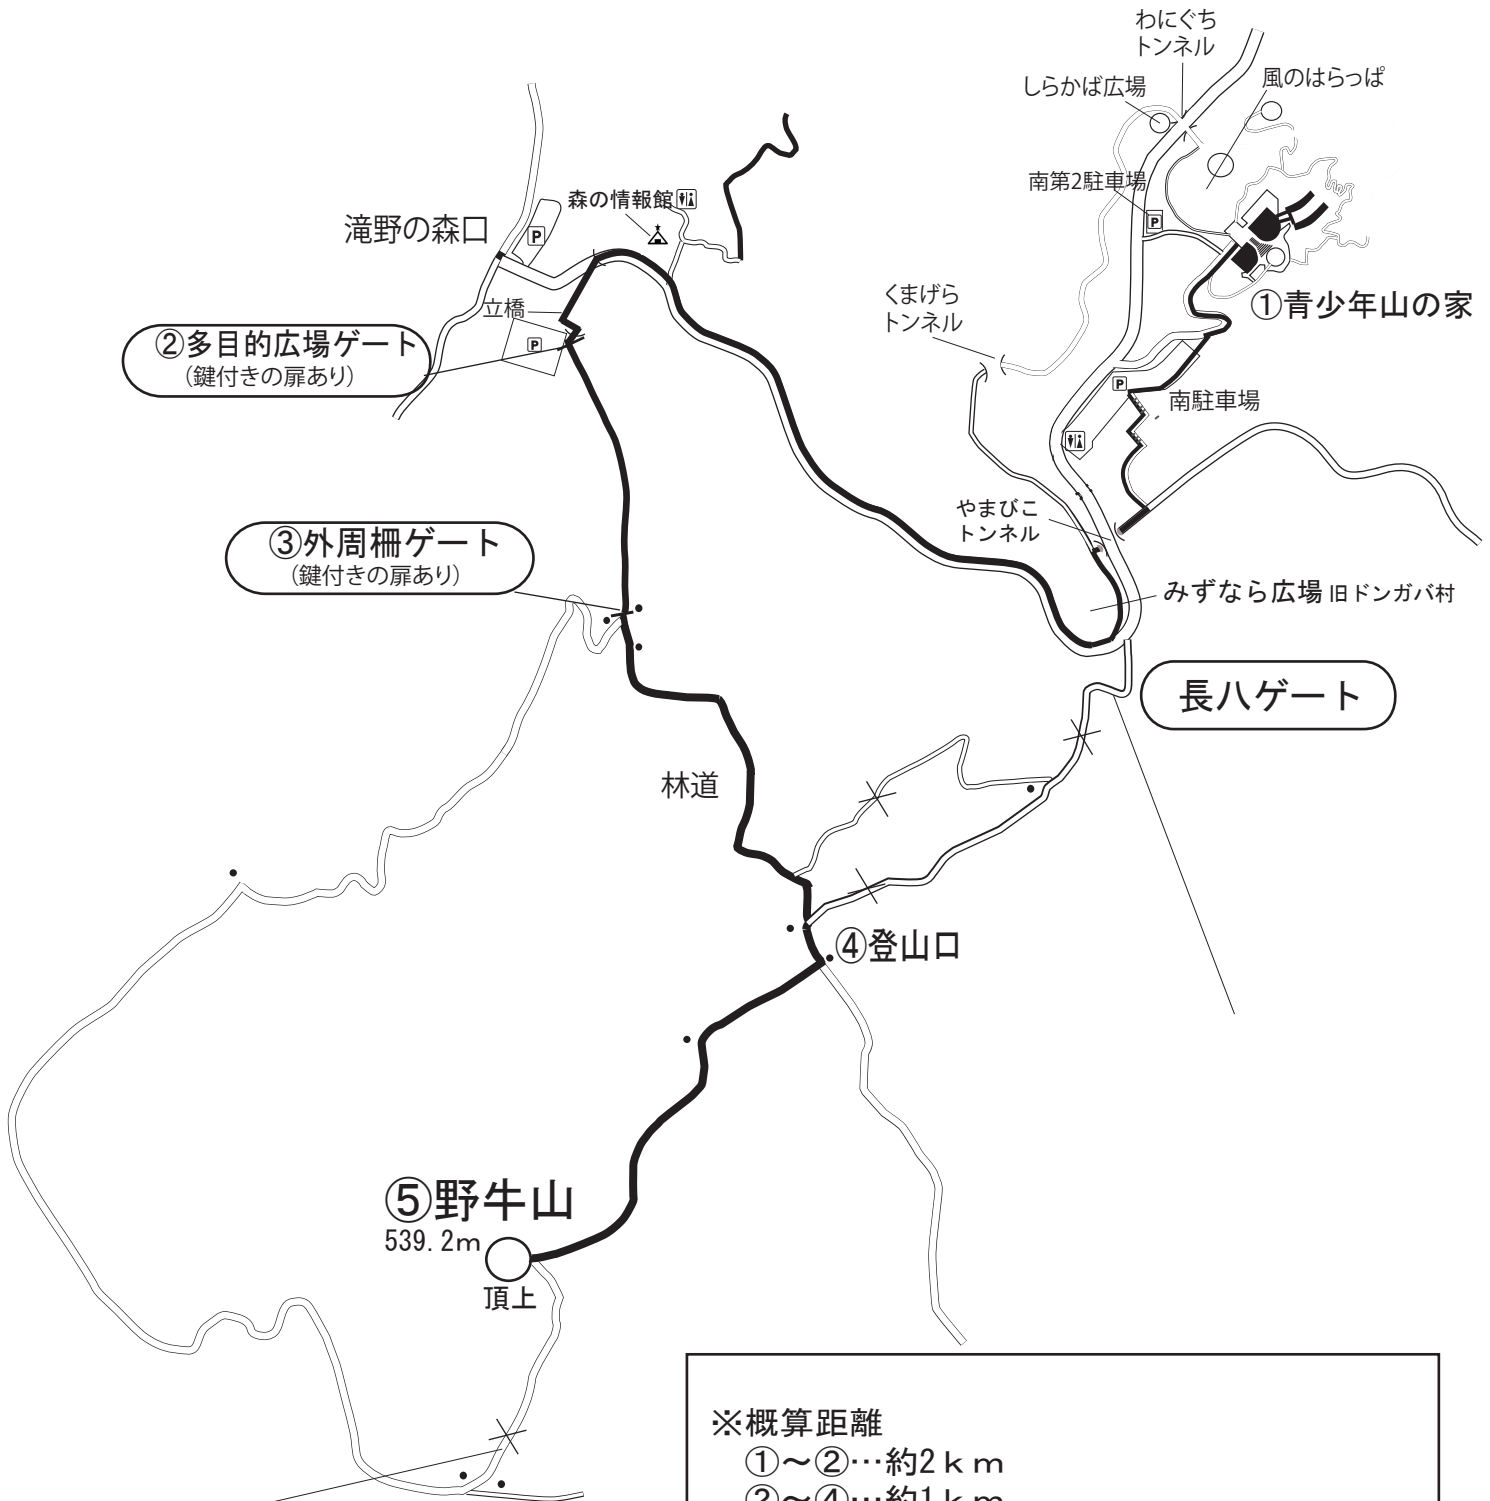 わにぐち
トンネル
しらかば広場
風のはらっぱ
南第2駐車場
P
森の情報館
滝野の森口
P
立橋
くまげら
トンネル
①青少年山の家
②多目的広場ゲート
(鍵付きの扉あり)
P
P
南駐車場
③外周柵ゲート
(鍵付きの扉あり)
やまびこ
トンネル
みずなら広場 旧ドンガバ村
長八ゲート
林道
④登山口
⑤野牛山
539.2m
頂上
※概算距離
①～②…約2km